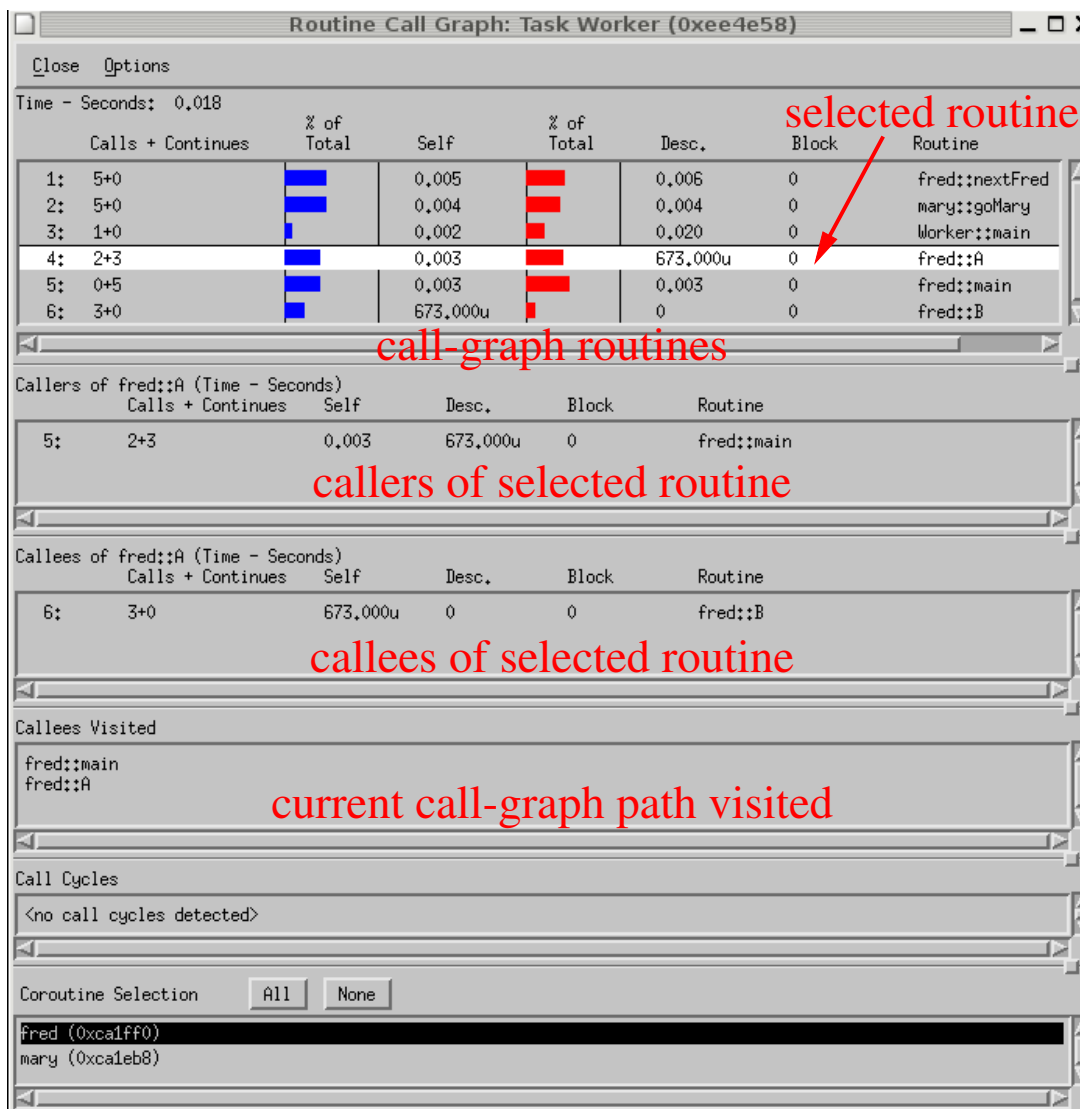 Routine Call Graph: Task Worker (0xee4e58)
Close Options
Time - Seconds: 0.018
selected routine
% of % of
Calls + Continues Total Self Total Desc. Block Routine
1: 5+0 0.005 0.006 0 fred::nextFred
2: 5+0 0.004 0.004 0 mary::goMary
3: 1+0 0.002 0.020 0 Worker::main
4: 2+3 0.003 673.000u 0 fred::A
5: 0+5 0.003 0.003 0 fred::main
6: 3+0 673.000u 0 0 fred::B
call-graph routines
Callers of fred::A (Time - Seconds)
Calls + Continues Self Desc. Block Routine
5: 2+3 0.003 673.000u 0 fred::main
callers of selected routine
Callees of fred::A (Time - Seconds)
Calls + Continues Self Desc. Block Routine
6: 3+0 673.000u 0 0 fred::B
callees of selected routine
Callees Visited
fred::main
fred::A
current call-graph path visited
Call Cycles
<no call cycles detected>
Coroutine Selection All None
fred (0xca1ff0)
mary (0xca1eb8)